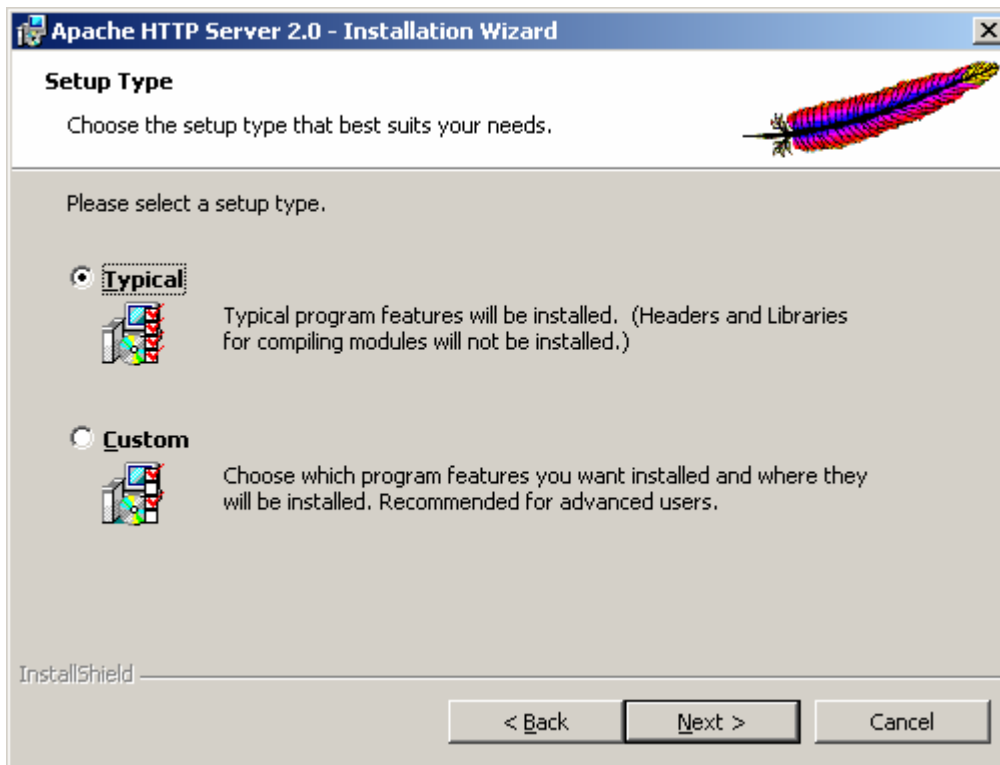 Apache HTTP Server 2.0 - Installation Wizard
Setup Type
Choose the setup type that best suits your needs.
Please select a setup type.
Typical
Typical program features will be installed.  (Headers and Libraries
for compiling modules will not be installed.)
Custom
Choose which program features you want installed and where they
will be installed. Recommended for advanced users.
InstallShield
< Back
Next >
Cancel